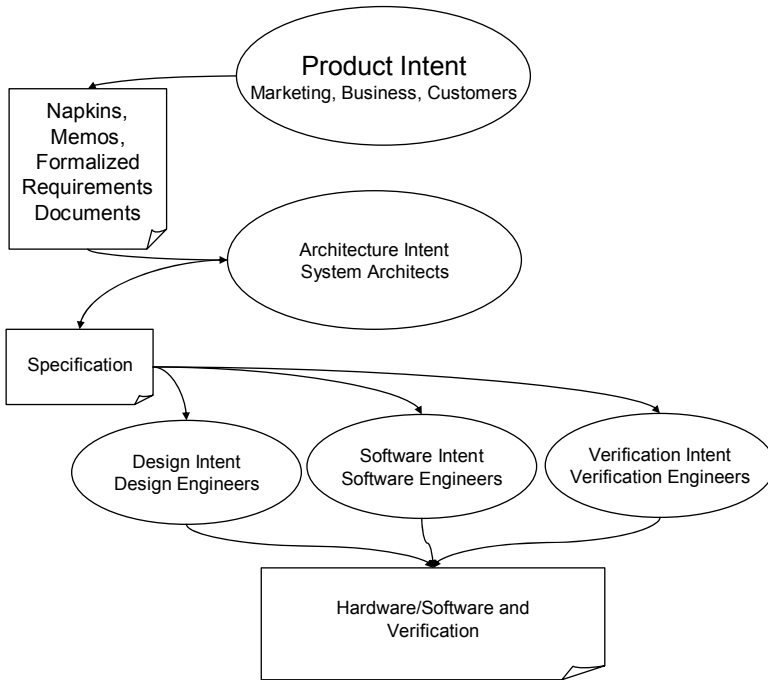 Product Intent
Marketing, Business, Customers
Napkins,
Memos,
Formalized
Requirements
Documents
Architecture Intent
System Architects
Specification
Design Intent
Design Engineers
Software Intent
Software Engineers
Verification Intent
Verification Engineers
Hardware/Software and
Verification